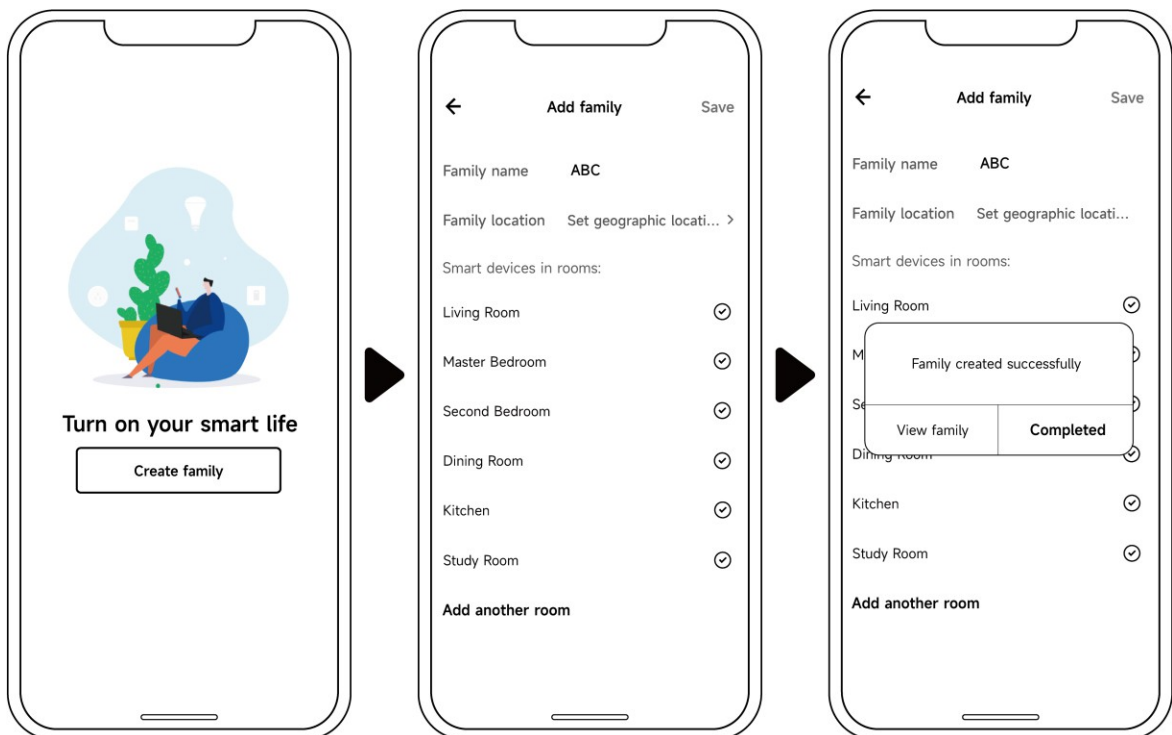 Turn on your smart life
Create family
Add family
Save
Family name ABC
Family location Set geographic locati...
Smart devices in rooms:
Living Room
Master Bedroom
Second Bedroom
Dining Room
Kitchen
Study Room
Add another room
Add family
Save
Family name ABC
Family location Set geographic locati...
Smart devices in rooms:
Living Room
M
Family created successfully
Se
View family
Completed
Dining Room
Kitchen
Study Room
Add another room